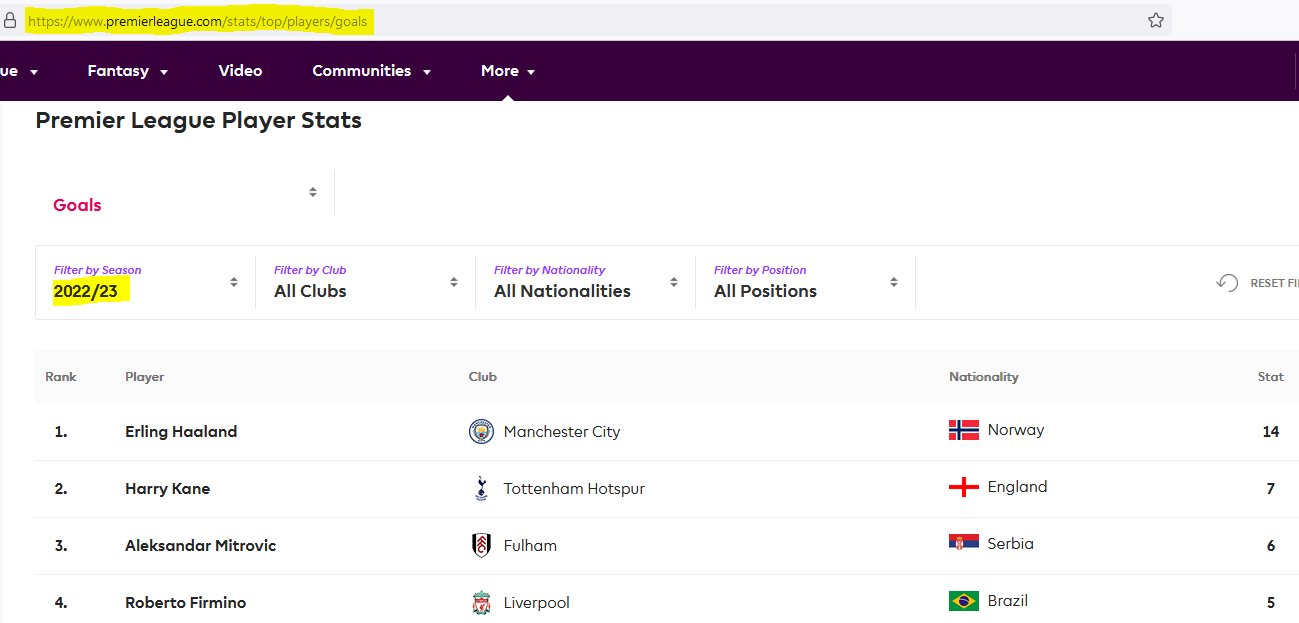 https://www.premierleague.com/stats/top/players/goals
ue Fantasy Video Communities More
Premier League Player Stats
Goals
Filter by Season Filter by Club Filter by Nationality Filter by Position
2022/23 All Clubs All Nationalities All Positions RESET FI
Rank Player Club Nationality Stat
1. Erling Haaland Manchester City Norway 14
2. Harry Kane Tottenham Hotspur England 7
3. Aleksandar Mitrovic Fulham Serbia 6
4. Roberto Firmino Liverpool Brazil 5